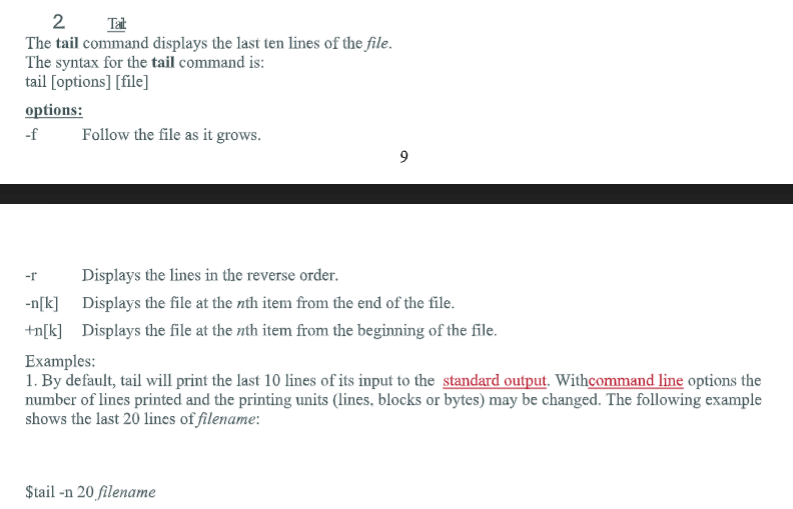 2 Tail:
The tail command displays the last ten lines of the file.
The syntax for the tail command is:
tail [options] [file]
options:
-f Follow the file as it grows.
9
-r Displays the lines in the reverse order.
-n[k] Displays the file at the nth item from the end of the file.
+n[k] Displays the file at the nth item from the beginning of the file.
Examples:
1. By default, tail will print the last 10 lines of its input to the standard output. Withcommand line options the
number of lines printed and the printing units (lines, blocks or bytes) may be changed. The following example
shows the last 20 lines of filename:
$tail -n 20 filename